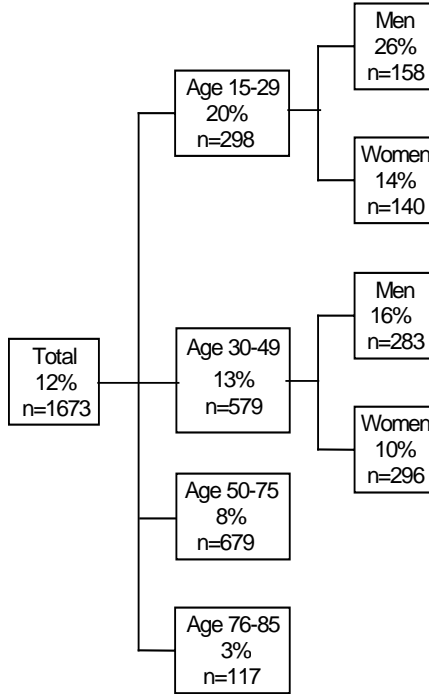 Men
26%
n=158
Age 15-29
20%
n=298
Women
14%
n=140
Men
16%
n=283
Total
12%
n=1673
Age 30-49
13%
n=579
Women
10%
n=296
Age 50-75
8%
n=679
Age 76-85
3%
n=117